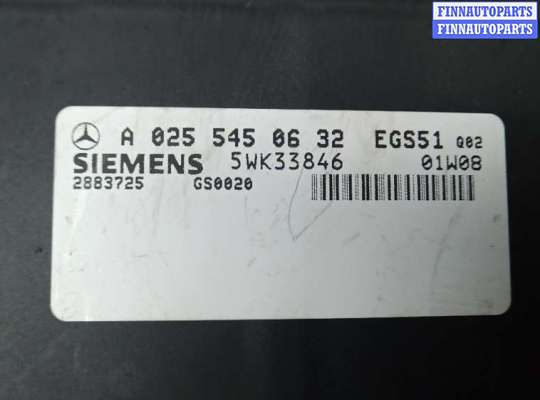 FINNAUTOPARTS
FINNAUTOPARTS
A 025 545 06 32 EGS51 Q02
SIEMENS 5WK33846 01W08
2883725 GS0020